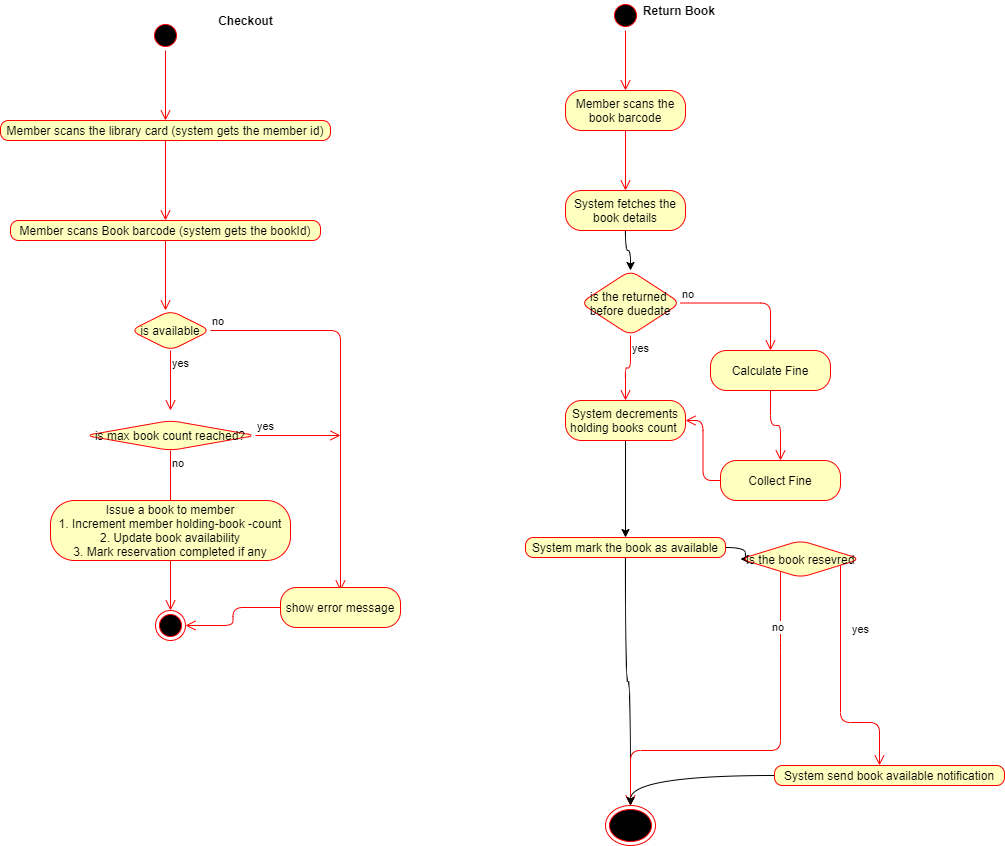 Checkout
Member scans the library card (system gets the member id)
Member scans Book barcode (system gets the bookId)
is available
no
yes
is max book count reached?
yes
no
Issue a book to member
1. Increment member holding-book -count
2. Update book availability
3. Mark reservation completed if any
show error message
Return Book
Member scans the
book barcode
System fetches the
book details
is the returned
before duedate
no
yes
Calculate Fine
System decrements
holding books count
Collect Fine
System mark the book as available
is the book resevred
no
yes
System send book available notification